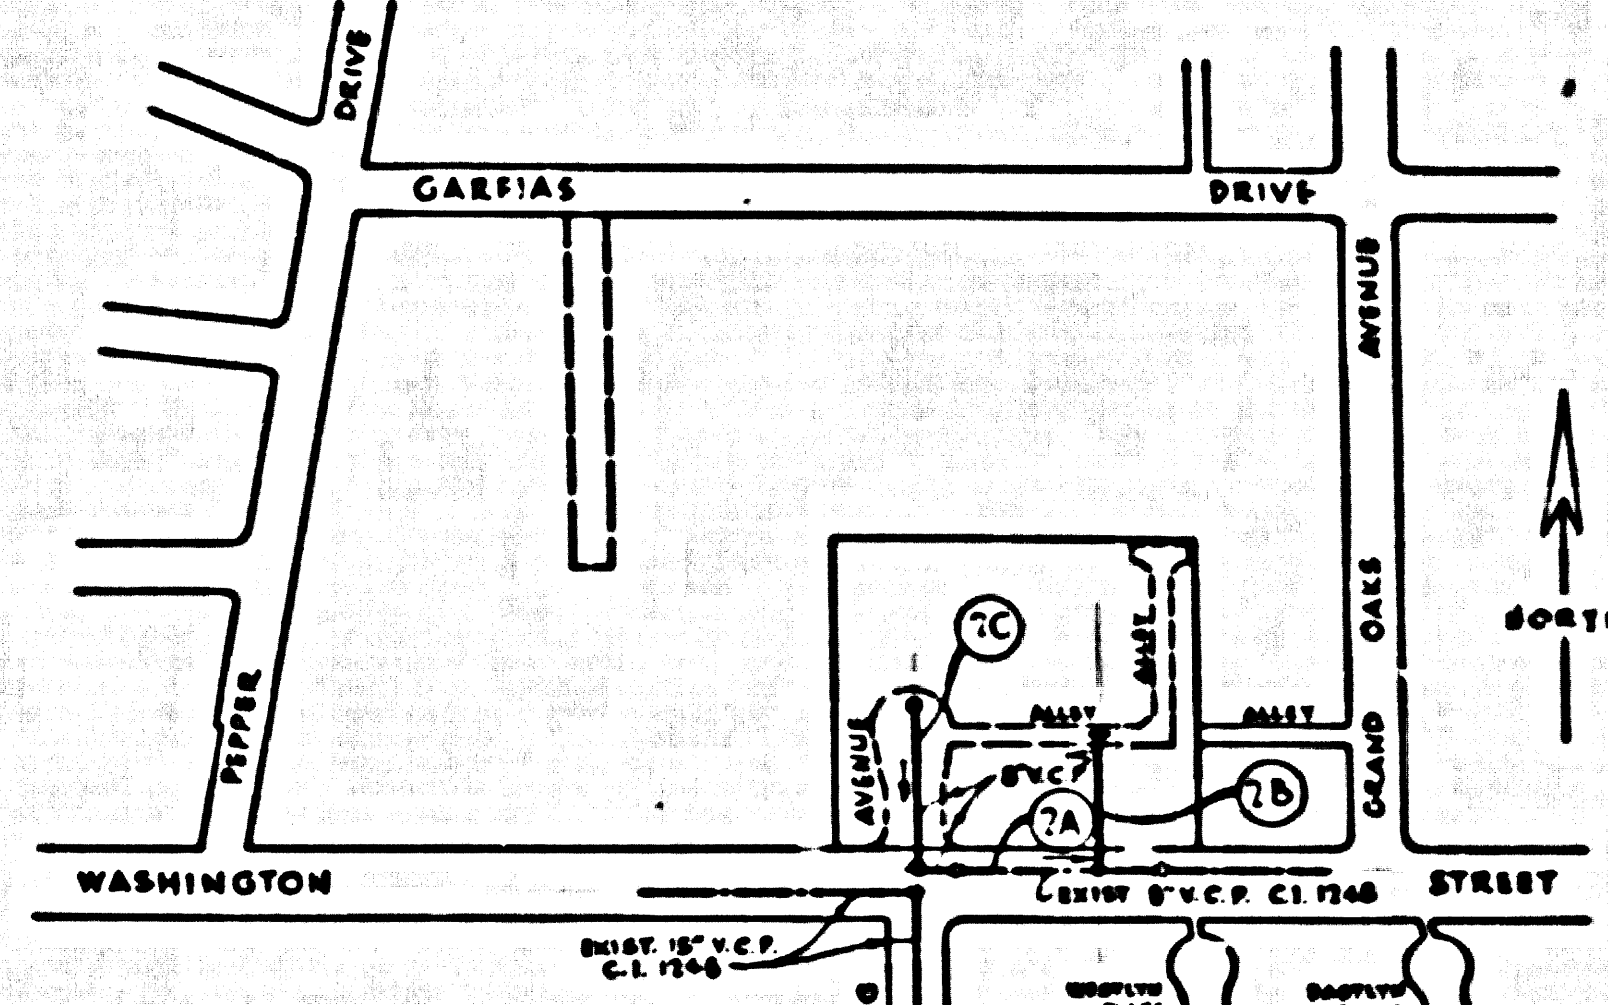 DRIVE
GARFIAS
DRIVE
AVENUE
OAKS
NORTH
ALLEY
2C
ALLEY
ALLEY
AVENUE
PEPPER
GRAND
8" V.C.P.
2B
2A
WASHINGTON
EXIST 8" V.C.P. C.I. 1248
STREET
EXIST. 15" V.C.P.
C.I. 1248